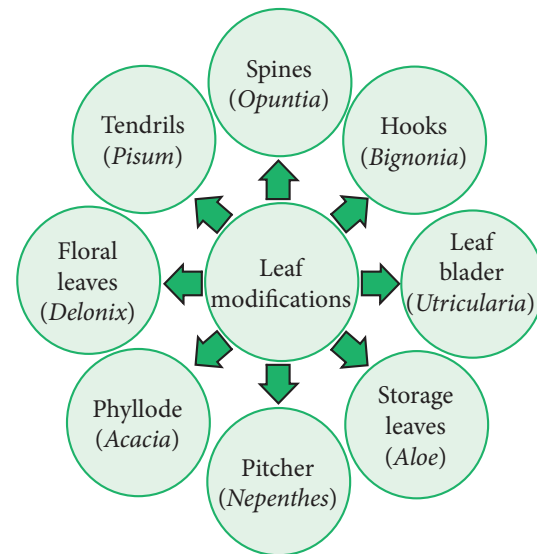 Spines
(Opuntia)
Hooks
(Bignonia)
Leaf
blader
(Utricularia)
Storage
leaves
(Aloe)
Pitcher
(Nepenthes)
Phyllode
(Acacia)
Floral
leaves
(Delonix)
Tendrils
(Pisum)
Leaf
modifications